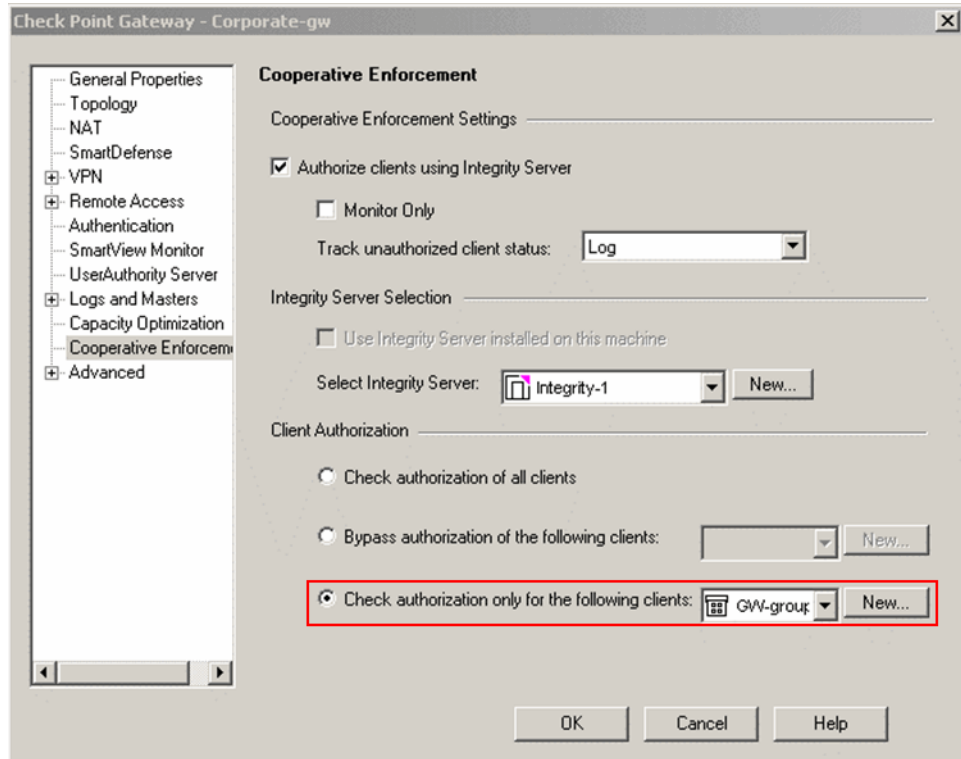 Check Point Gateway - Corporate-gw
General Properties
Topology
NAT
SmartDefense
VPN
Remote Access
Authentication
SmartView Monitor
UserAuthority Server
Logs and Masters
Capacity Optimization
Cooperative Enforcem
Advanced
Cooperative Enforcement
Cooperative Enforcement Settings
Authorize clients using Integrity Server
Monitor Only
Track unauthorized client status: Log
Integrity Server Selection
Use Integrity Server installed on this machine
Select Integrity Server: Integrity-1 New...
Client Authorization
Check authorization of all clients
Bypass authorization of the following clients: New...
Check authorization only for the following clients: GW-group New...
OK Cancel Help